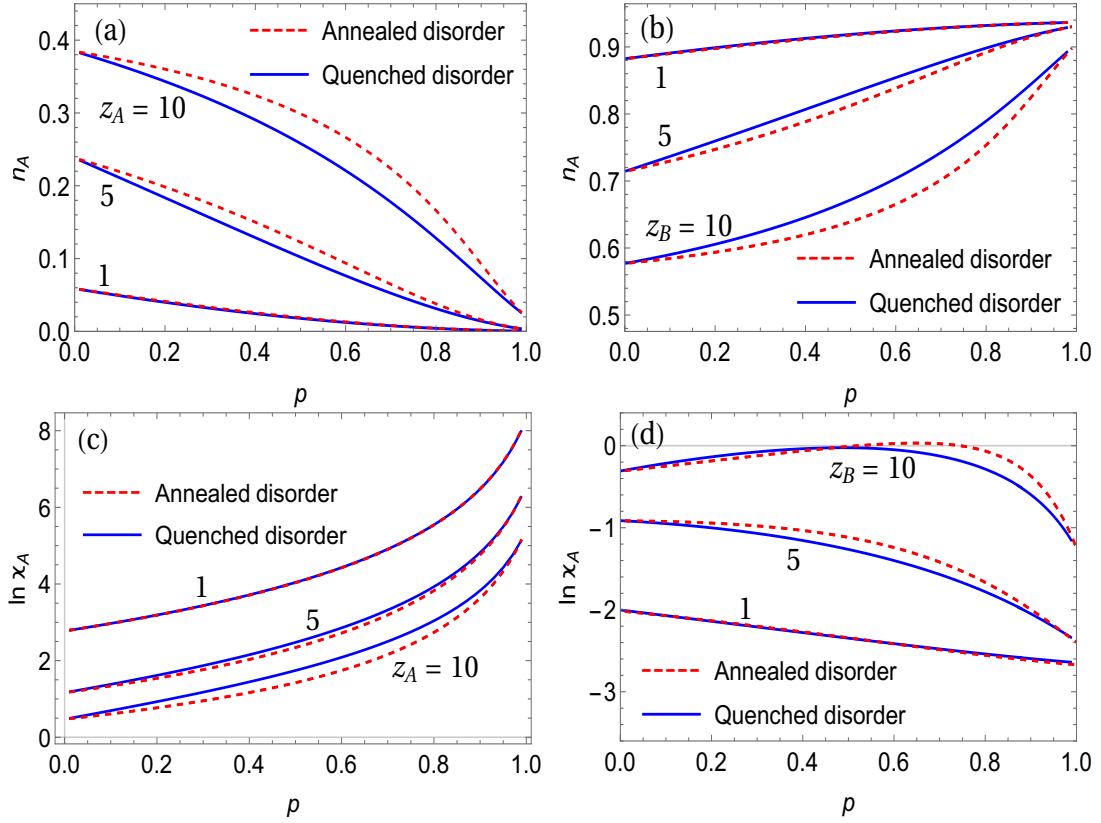 (a)
Annealed disorder
Quenched disorder
z_A = 10
5
1
n_A
0.4
0.3
0.2
0.1
0.0
0.0 0.2 0.4 0.6 0.8 1.0
p
(b)
1
5
z_B = 10
Annealed disorder
Quenched disorder
n_A
0.9
0.8
0.7
0.6
0.5
0.0 0.2 0.4 0.6 0.8 1.0
p
(c)
Annealed disorder
Quenched disorder
1
5
z_A = 10
ln ϰ_A
8
6
4
2
0
0.0 0.2 0.4 0.6 0.8 1.0
p
(d)
z_B = 10
5
1
Annealed disorder
Quenched disorder
ln ϰ_A
0
−1
−2
−3
0.0 0.2 0.4 0.6 0.8 1.0
p